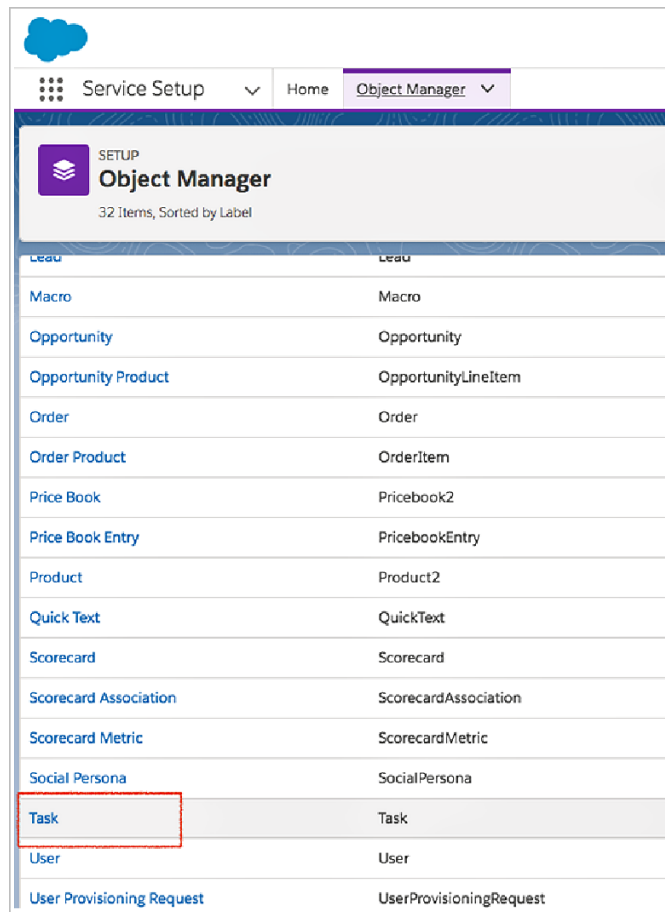 Service Setup Home Object Manager
SETUP
Object Manager
32 Items, Sorted by Label
Lead Lead
Macro Macro
Opportunity Opportunity
Opportunity Product OpportunityLineItem
Order Order
Order Product OrderItem
Price Book Pricebook2
Price Book Entry PricebookEntry
Product Product2
Quick Text QuickText
Scorecard Scorecard
Scorecard Association ScorecardAssociation
Scorecard Metric ScorecardMetric
Social Persona SocialPersona
Task Task
User User
User Provisioning Request UserProvisioningRequest